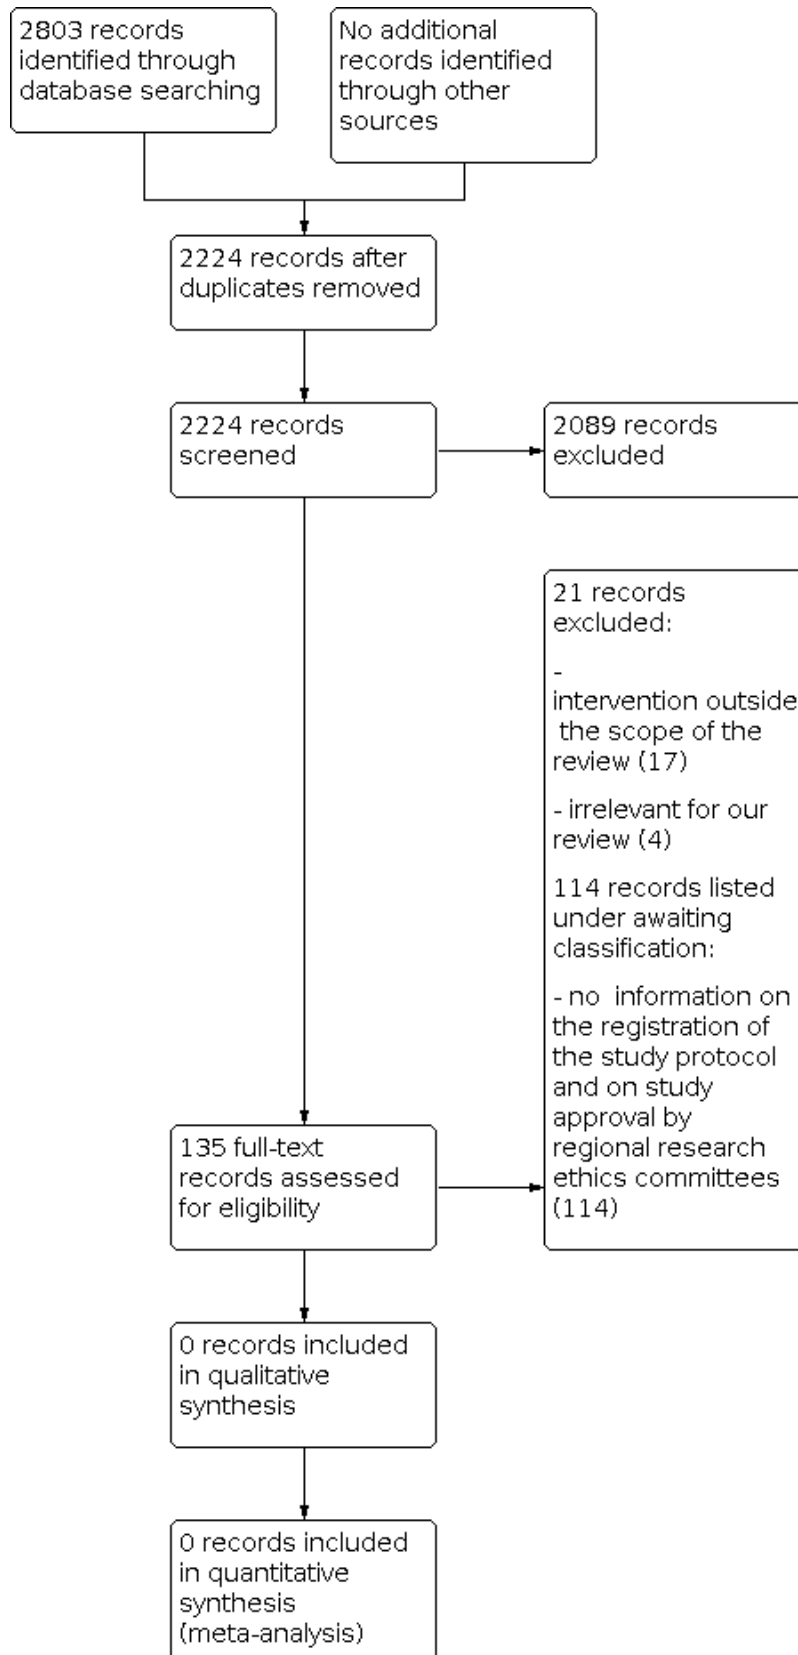 2803 records
identified through
database searching
No additional
records identified
through other
sources
2224 records after
duplicates removed
2224 records
screened
2089 records
excluded
21 records
excluded:
-
intervention outside
the scope of the
review (17)
- irrelevant for our
review (4)
114 records listed
under awaiting
classification:
- no  information on
the registration of
the study protocol
and on study
approval by
regional research
ethics committees
(114)
135 full-text
records assessed
for eligibility
0 records included
in qualitative
synthesis
0 records included
in quantitative
synthesis
(meta-analysis)